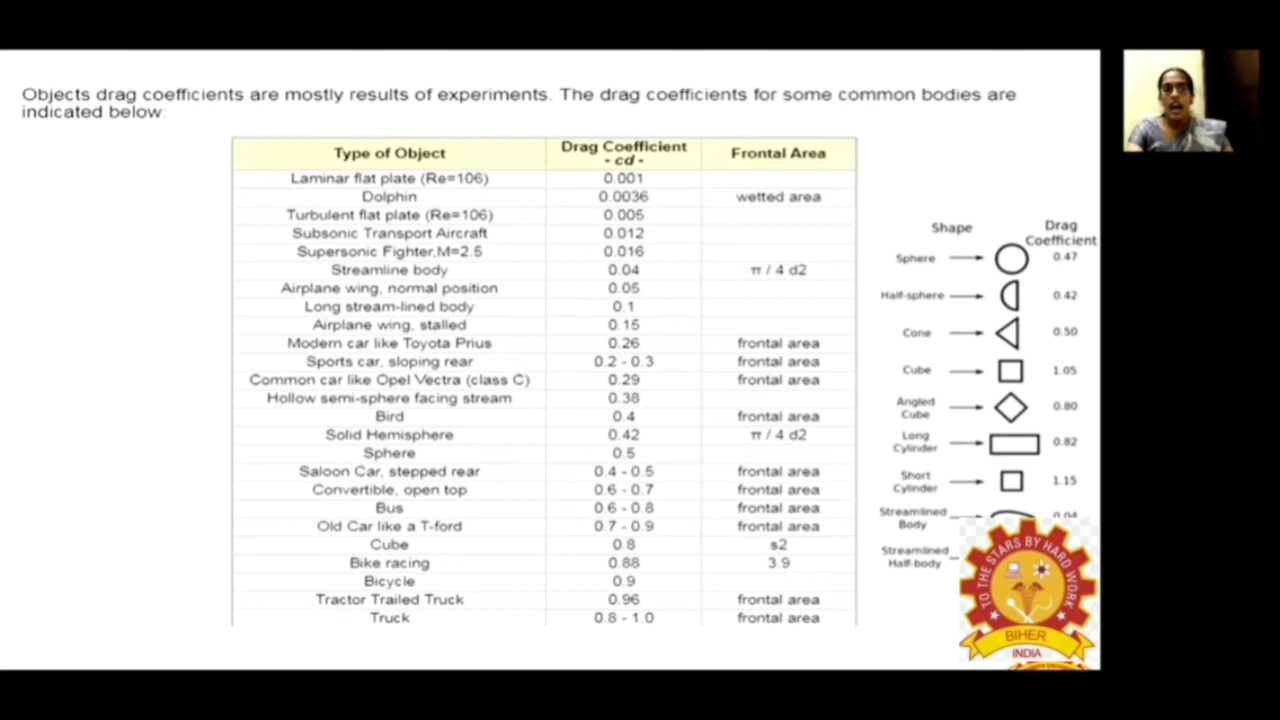 Objects drag coefficients are mostly results of experiments. The drag coefficients for some common bodies are
indicated below:
Type of Object Drag Coefficient - cd - Frontal Area
Laminar flat plate (Re=106) 0.001
Dolphin 0.0036 wetted area
Turbulent flat plate (Re=106) 0.005
Subsonic Transport Aircraft 0.012
Supersonic Fighter,M=2.5 0.016
Streamline body 0.04 π / 4 d2
Airplane wing, normal position 0.05
Long stream-lined body 0.1
Airplane wing, stalled 0.15
Modern car like Toyota Prius 0.26 frontal area
Sports car, sloping rear 0.2 - 0.3 frontal area
Common car like Opel Vectra (class C) 0.29 frontal area
Hollow semi-sphere facing stream 0.38
Bird 0.4 frontal area
Solid Hemisphere 0.42 π / 4 d2
Sphere 0.5
Saloon Car, stepped rear 0.4 - 0.5 frontal area
Convertible, open top 0.6 - 0.7 frontal area
Bus 0.6 - 0.8 frontal area
Old Car like a T-ford 0.7 - 0.9 frontal area
Cube 0.8 s2
Bike racing 0.88 3.9
Bicycle 0.9
Tractor Trailed Truck 0.96 frontal area
Truck 0.8 - 1.0 frontal area
Shape Drag Coefficient
Sphere 0.47
Half-sphere 0.42
Cone 0.50
Cube 1.05
Angled Cube 0.80
Long Cylinder 0.82
Short Cylinder 1.15
Streamlined Body 0.04
Streamlined Half-body
TO THE STARS BY HARD WORK
BIHER
INDIA